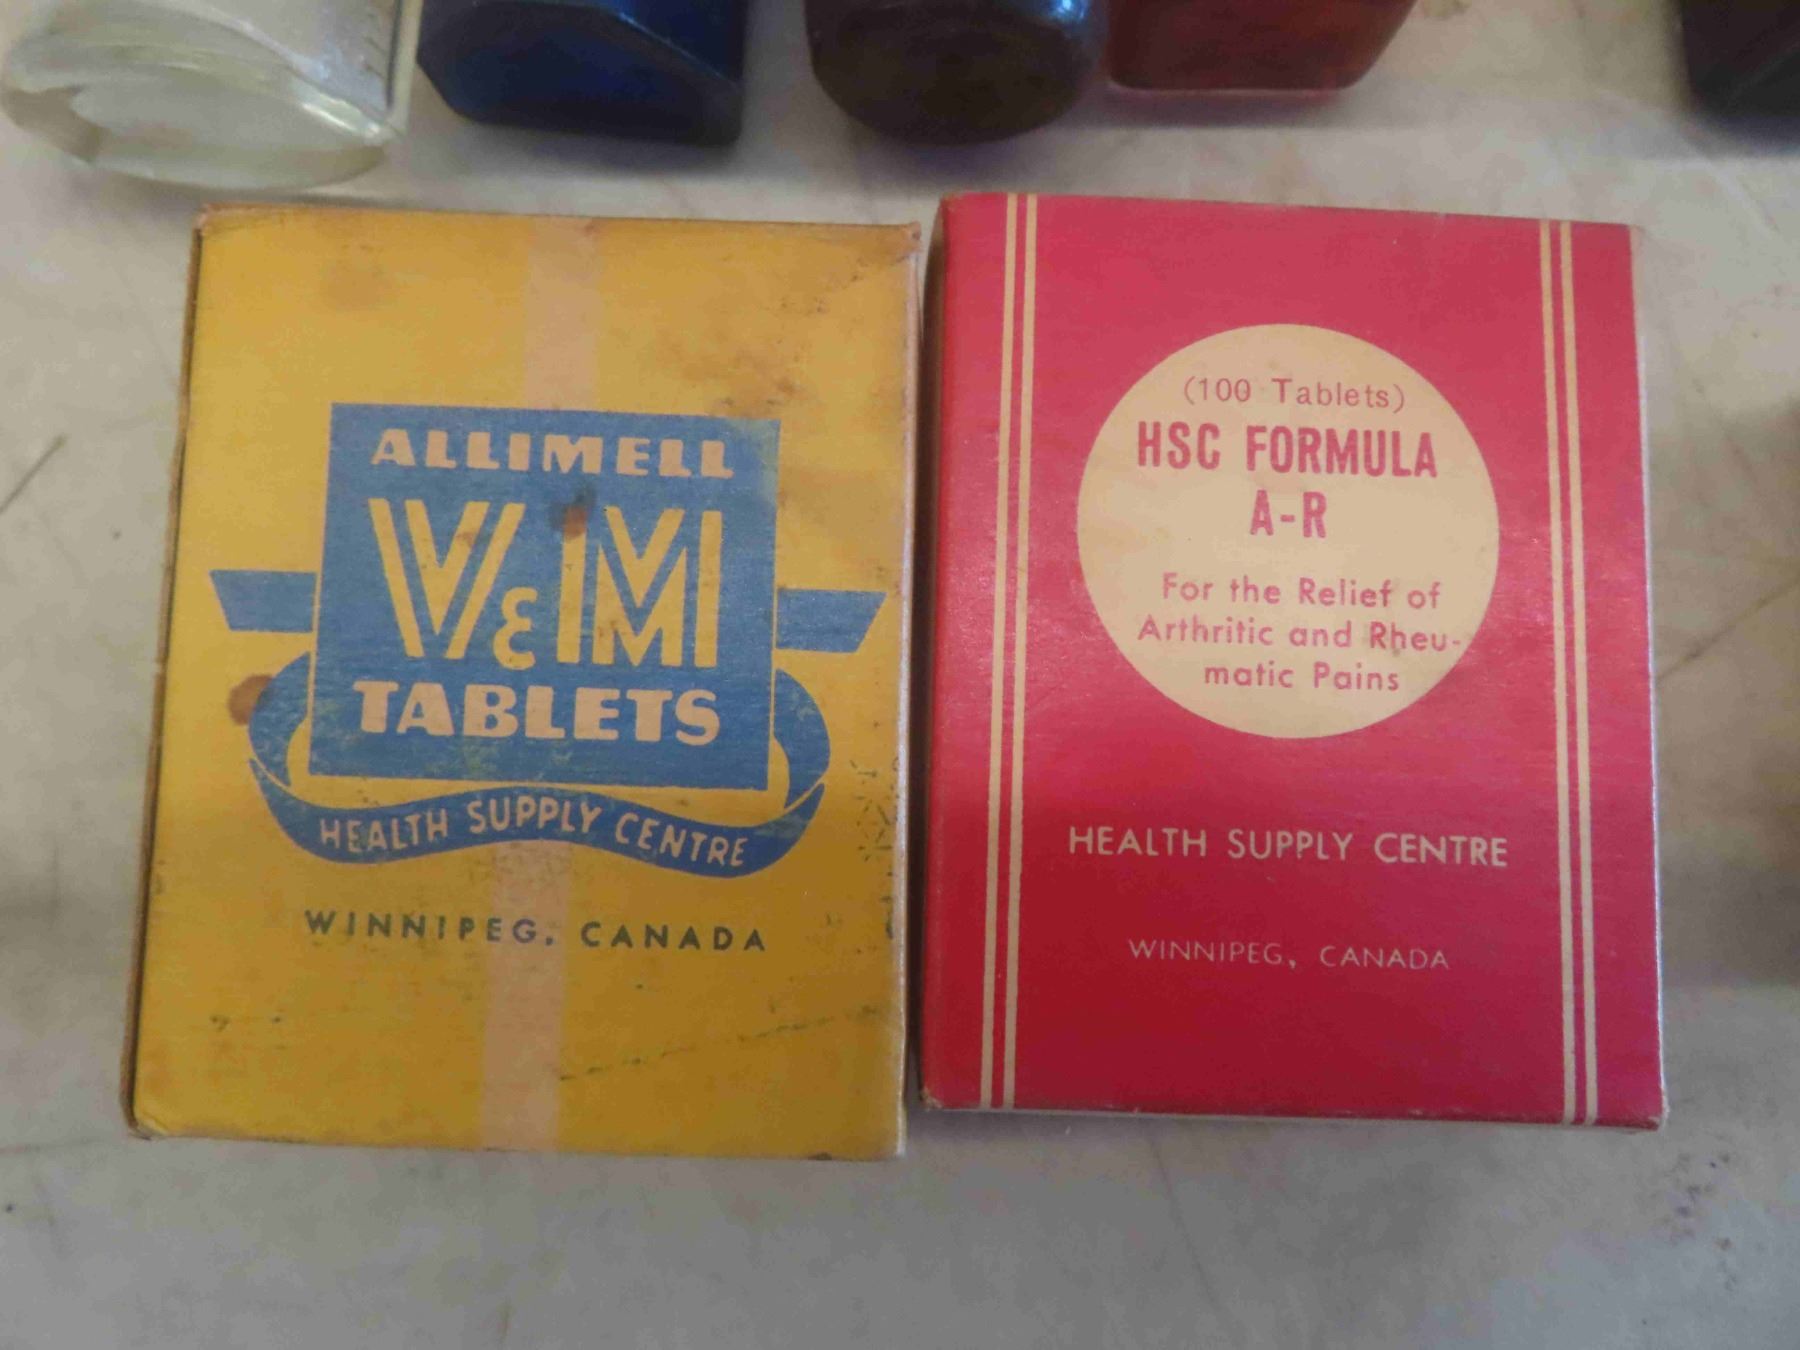 ALLIMELL
V & M
TABLETS
HEALTH SUPPLY CENTRE
WINNIPEG, CANADA
(100 Tablets)
HSC FORMULA
A-R
For the Relief of
Arthritic and Rheu-
matic Pains
HEALTH SUPPLY CENTRE
WINNIPEG, CANADA